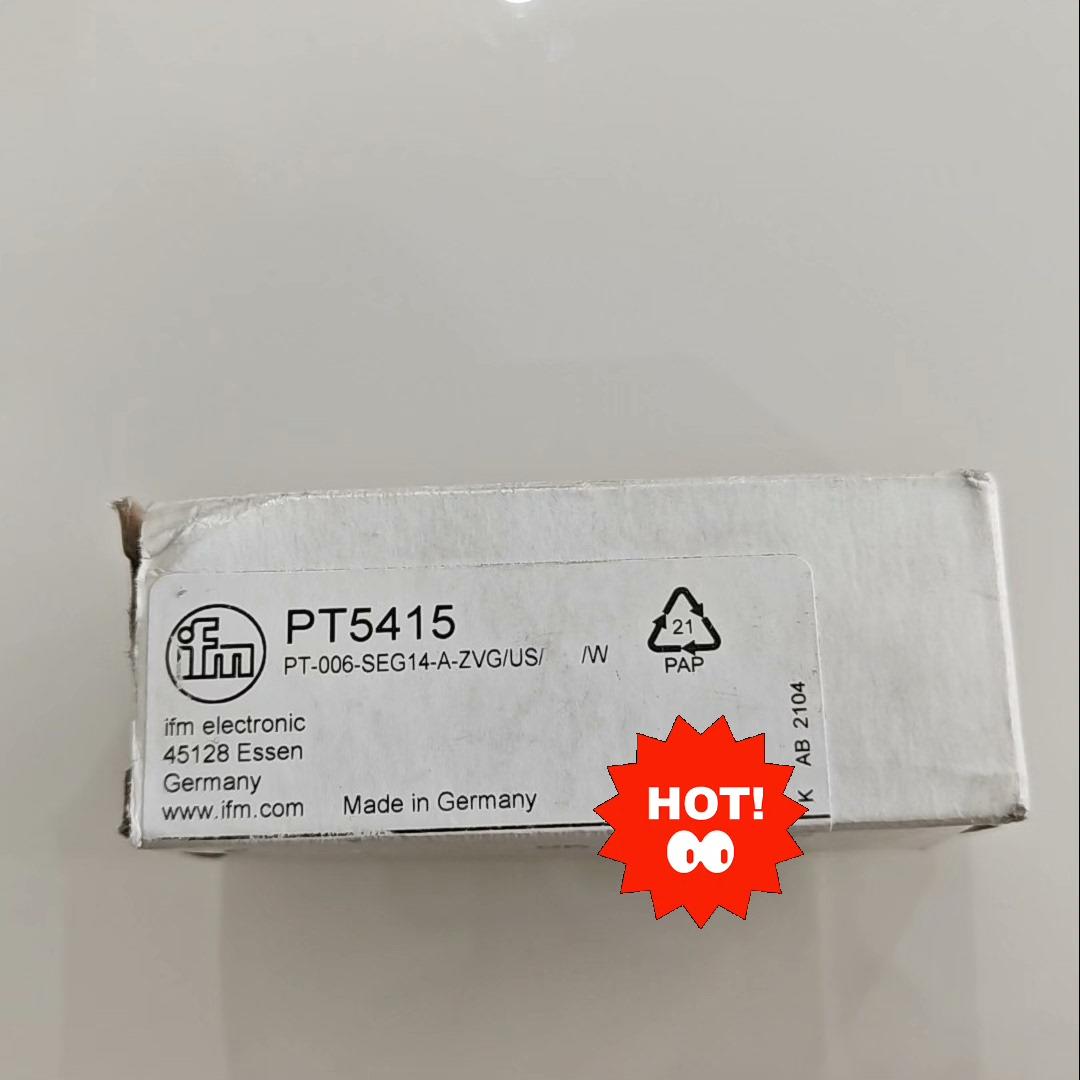 ifm
PT5415
PT-006-SEG14-A-ZVG/US/ /W
21
PAP
ifm electronic
45128 Essen
Germany
www.ifm.com
Made in Germany
K AB 2104
HOT!